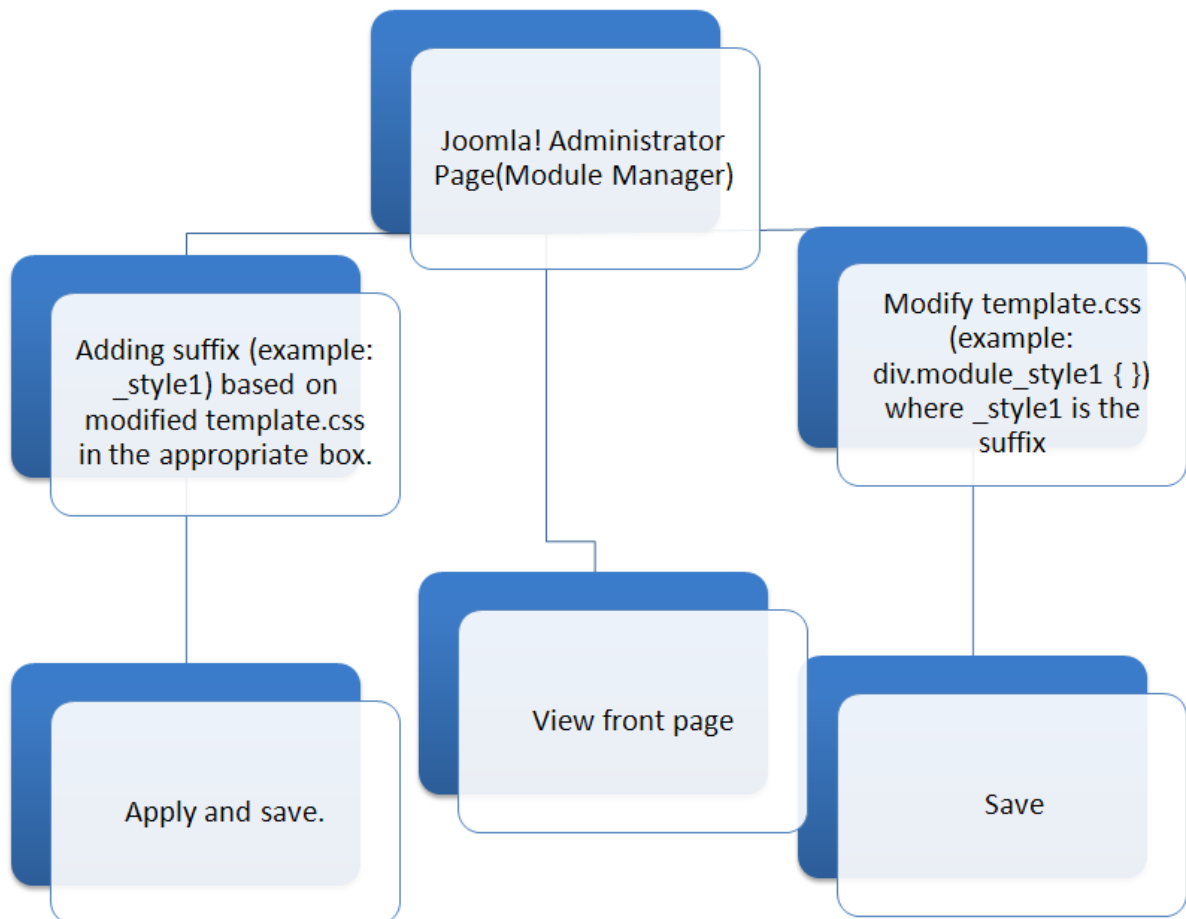 Joomla! Administrator
Page(Module Manager)
Adding suffix (example:
_style1) based on
modified template.css
in the appropriate box.
Modify template.css
(example:
div.module_style1 { })
where _style1 is the
suffix
Apply and save.
View front page
Save